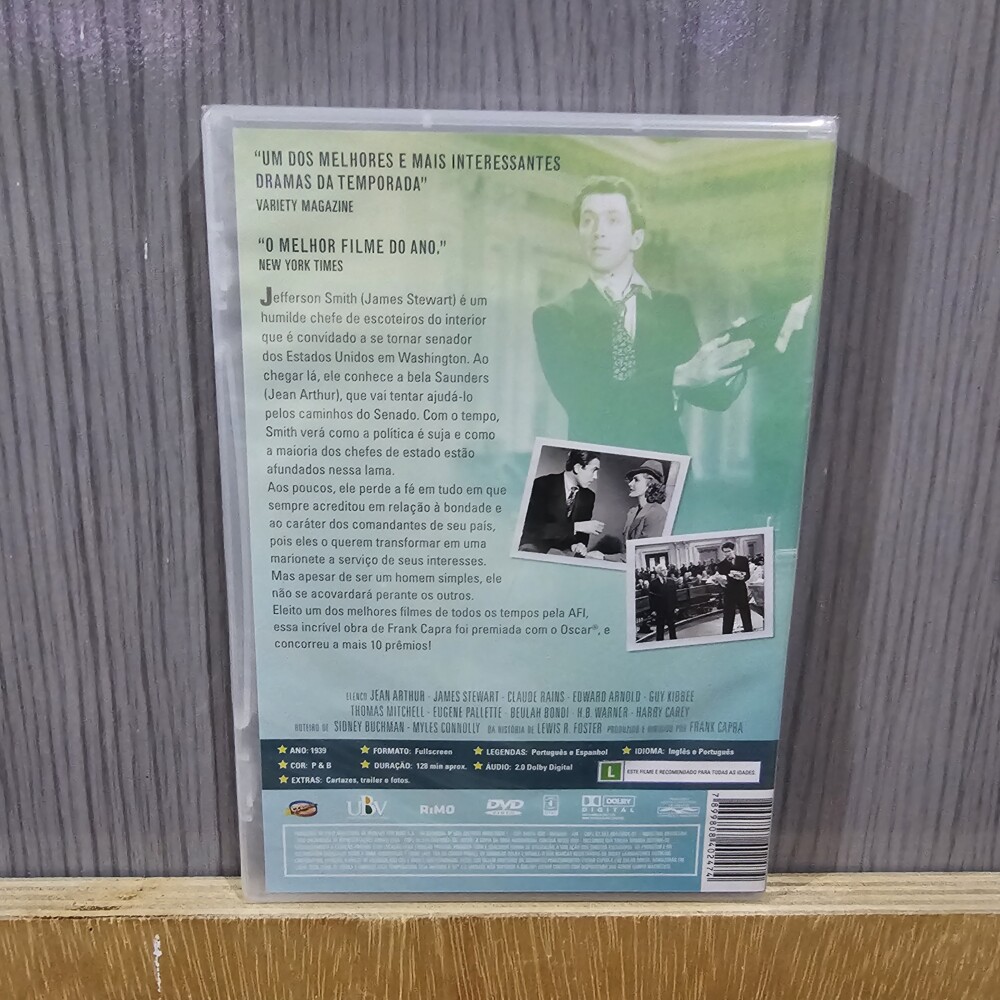 “UM DOS MELHORES E MAIS INTERESSANTES
DRAMAS DA TEMPORADA”
VARIETY MAGAZINE
“O MELHOR FILME DO ANO.”
NEW YORK TIMES
Jefferson Smith (James Stewart) é um
humilde chefe de escoteiros do interior
que é convidado a se tornar senador
dos Estados Unidos em Washington. Ao
chegar lá, ele conhece a bela Saunders
(Jean Arthur), que vai tentar ajudá-lo
pelos caminhos do Senado. Com o tempo,
Smith verá como a política é suja e como
a maioria dos chefes de estado estão
afundados nessa lama.
Aos poucos, ele perde a fé em tudo em que
sempre acreditou em relação à bondade e
ao caráter dos comandantes de seu país,
pois eles o querem transformar em uma
marionete a serviço de seus interesses.
Mas apesar de ser um homem simples, ele
não se acovardará perante os outros.
Eleito um dos melhores filmes de todos os tempos pela AFI,
essa incrível obra de Frank Capra foi premiada com o Oscar®, e
concorreu a mais 10 prêmios!
ELENCO JEAN ARTHUR · JAMES STEWART · CLAUDE RAINS · EDWARD ARNOLD · GUY KIBBEE
THOMAS MITCHELL · EUGENE PALLETTE · BEULAH BONDI · H.B. WARNER · HARRY CAREY
ROTEIRO DE SIDNEY BUCHMAN · MYLES CONNOLLY DA HISTÓRIA DE LEWIS R. FOSTER PRODUZIDO E DIRIGIDO POR FRANK CAPRA
ANO: 1939 FORMATO: Fullscreen LEGENDAS: Português e Espanhol IDIOMA: Inglês e Português
COR: P & B DURAÇÃO: 128 min aprox. ÁUDIO: 2.0 Dolby Digital L ESTE FILME É RECOMENDADO PARA TODAS AS IDADES.
EXTRAS: Cartazes, trailer e fotos.
UBV RIMO DVD VIDEO DOLBY DIGITAL
7899808402474